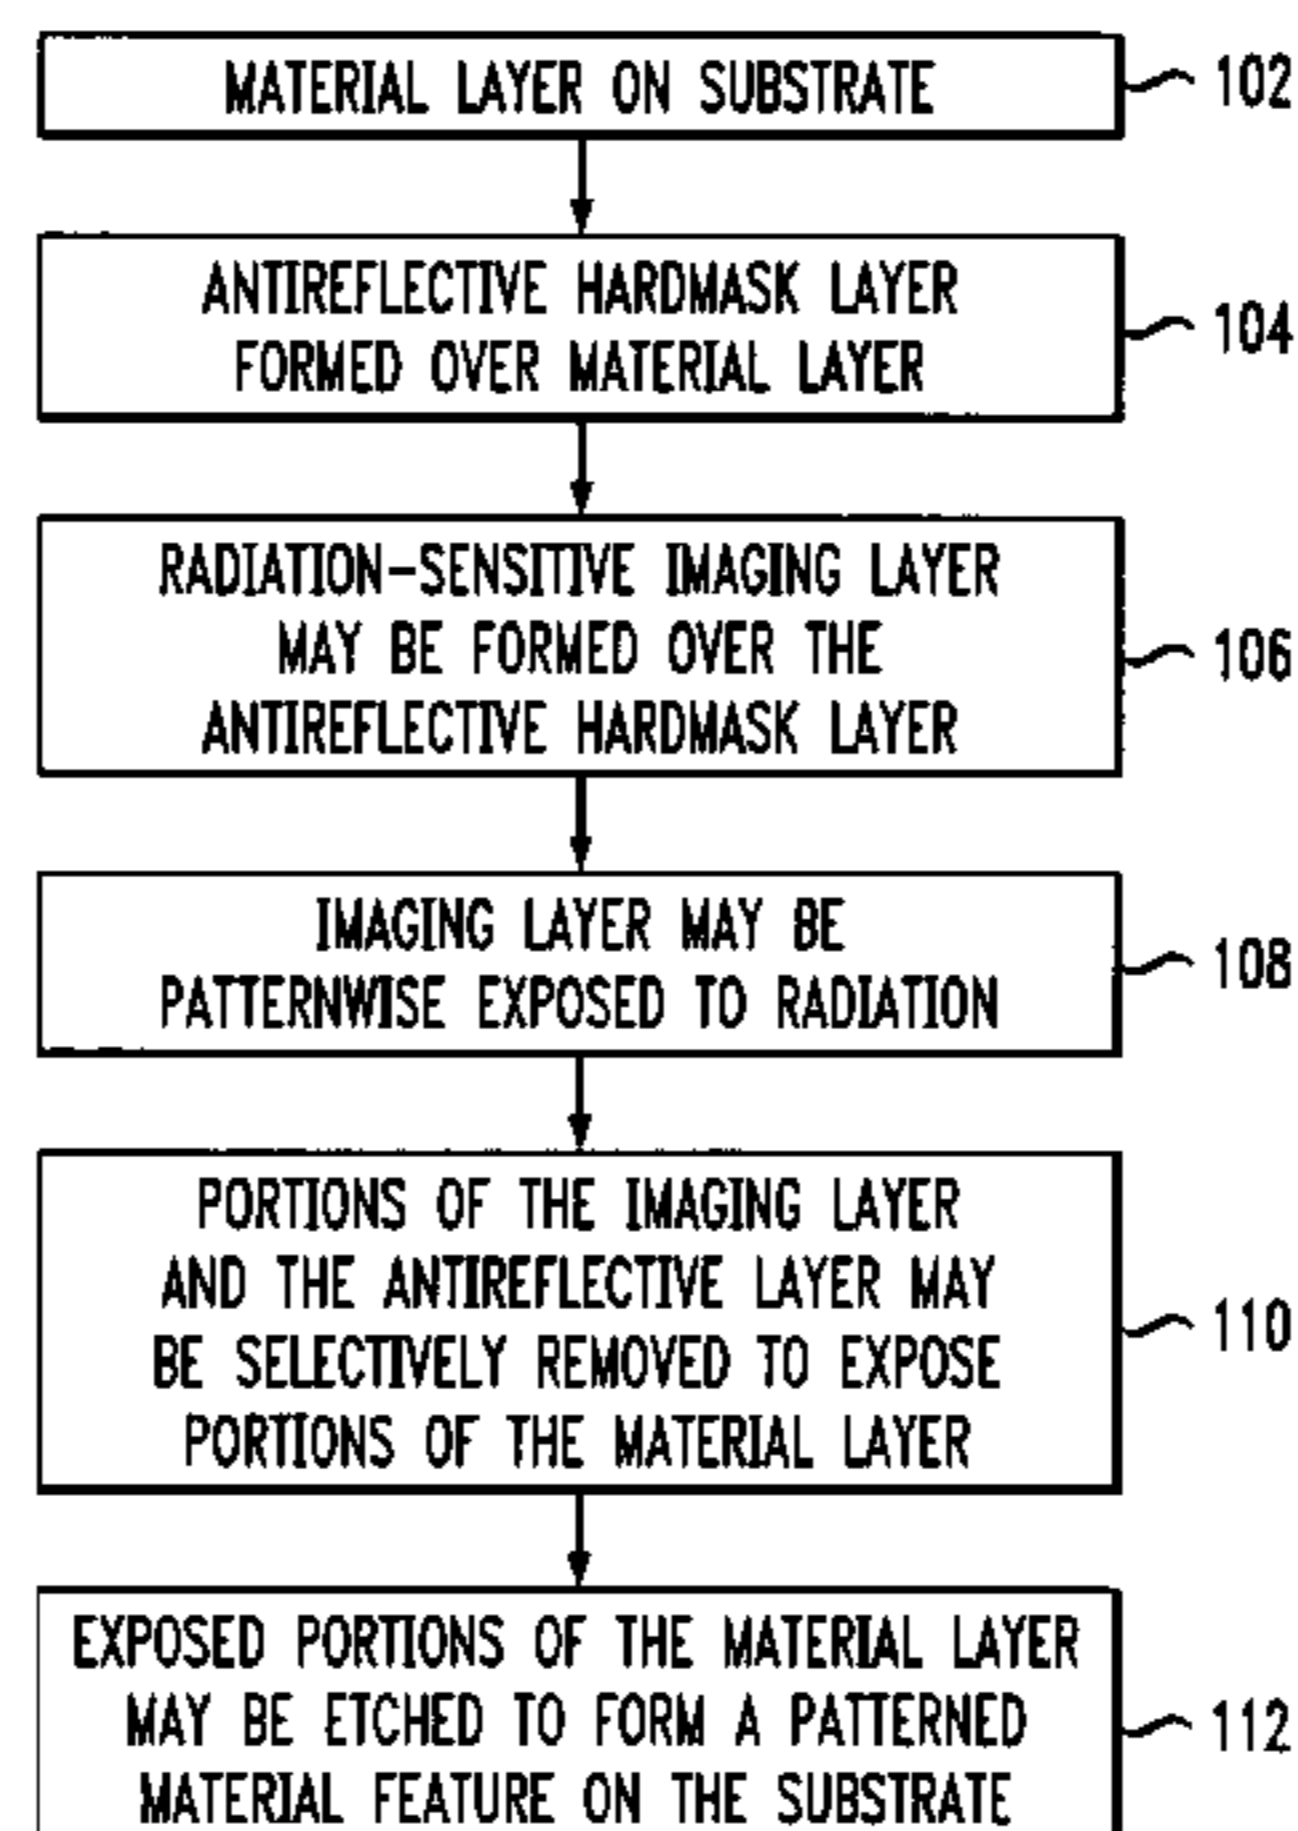 MATERIAL LAYER ON SUBSTRATE
102
ANTIREFLECTIVE HARDMASK LAYER
FORMED OVER MATERIAL LAYER
104
RADIATION-SENSITIVE IMAGING LAYER
MAY BE FORMED OVER THE
ANTIREFLECTIVE HARDMASK LAYER
106
IMAGING LAYER MAY BE
PATTERNWISE EXPOSED TO RADIATION
108
PORTIONS OF THE IMAGING LAYER
AND THE ANTIREFLECTIVE LAYER MAY
BE SELECTIVELY REMOVED TO EXPOSE
PORTIONS OF THE MATERIAL LAYER
110
EXPOSED PORTIONS OF THE MATERIAL LAYER
MAY BE ETCHED TO FORM A PATTERNED
MATERIAL FEATURE ON THE SUBSTRATE
112